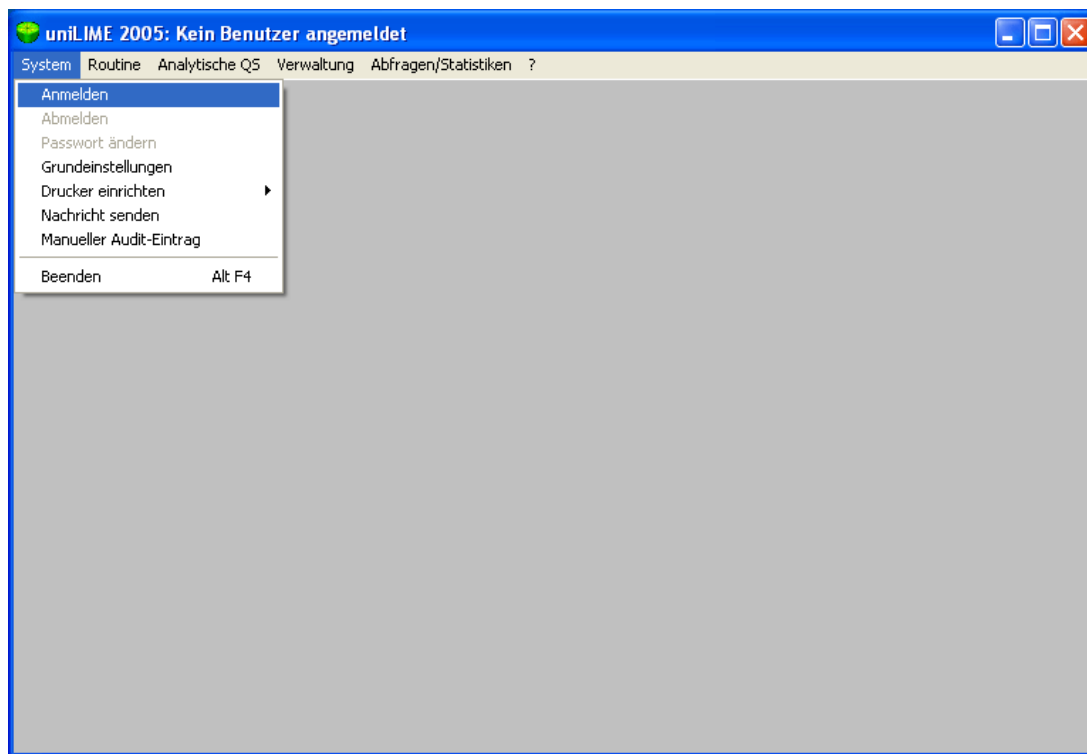 uniLIME 2005: Kein Benutzer angemeldet
System Routine Analytische QS Verwaltung Abfragen/Statistiken ?
Anmelden
Abmelden
Passwort ändern
Grundeinstellungen
Drucker einrichten
Nachricht senden
Manueller Audit-Eintrag
Beenden Alt F4